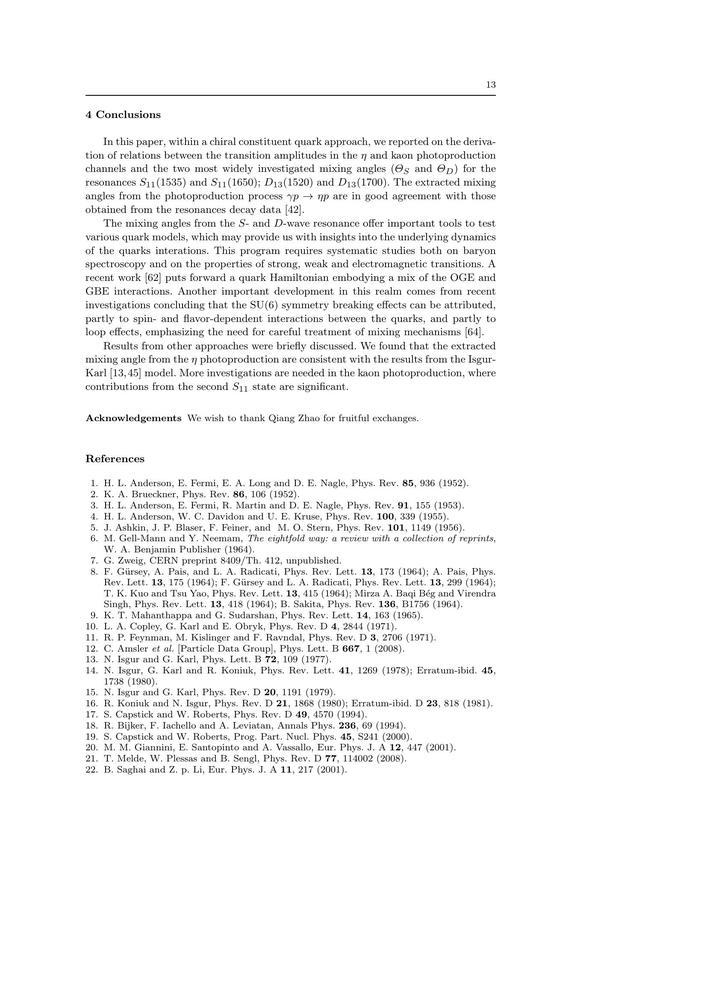 13
4 Conclusions
In this paper, within a chiral constituent quark approach, we reported on the deriva-
tion of relations between the transition amplitudes in the η and kaon photoproduction
channels and the two most widely investigated mixing angles (Θ_S and Θ_D) for the
resonances S₁₁(1535) and S₁₁(1650); D₁₃(1520) and D₁₃(1700). The extracted mixing
angles from the photoproduction process γp → ηp are in good agreement with those
obtained from the resonances decay data [42].
The mixing angles from the S- and D-wave resonance offer important tools to test
various quark models, which may provide us with insights into the underlying dynamics
of the quarks interations. This program requires systematic studies both on baryon
spectroscopy and on the properties of strong, weak and electromagnetic transitions. A
recent work [62] puts forward a quark Hamiltonian embodying a mix of the OGE and
GBE interactions. Another important development in this realm comes from recent
investigations concluding that the SU(6) symmetry breaking effects can be attributed,
partly to spin- and flavor-dependent interactions between the quarks, and partly to
loop effects, emphasizing the need for careful treatment of mixing mechanisms [64].
Results from other approaches were briefly discussed. We found that the extracted
mixing angle from the η photoproduction are consistent with the results from the Isgur-
Karl [13,45] model. More investigations are needed in the kaon photoproduction, where
contributions from the second S₁₁ state are significant.
Acknowledgements We wish to thank Qiang Zhao for fruitful exchanges.
References
1. H. L. Anderson, E. Fermi, E. A. Long and D. E. Nagle, Phys. Rev. 85, 936 (1952).
2. K. A. Brueckner, Phys. Rev. 86, 106 (1952).
3. H. L. Anderson, E. Fermi, R. Martin and D. E. Nagle, Phys. Rev. 91, 155 (1953).
4. H. L. Anderson, W. C. Davidon and U. E. Kruse, Phys. Rev. 100, 339 (1955).
5. J. Ashkin, J. P. Blaser, F. Feiner, and M. O. Stern, Phys. Rev. 101, 1149 (1956).
6. M. Gell-Mann and Y. Neemam, The eightfold way: a review with a collection of reprints,
W. A. Benjamin Publisher (1964).
7. G. Zweig, CERN preprint 8409/Th. 412, unpublished.
8. F. Gürsey, A. Pais, and L. A. Radicati, Phys. Rev. Lett. 13, 173 (1964); A. Pais, Phys.
Rev. Lett. 13, 175 (1964); F. Gürsey and L. A. Radicati, Phys. Rev. Lett. 13, 299 (1964);
T. K. Kuo and Tsu Yao, Phys. Rev. Lett. 13, 415 (1964); Mirza A. Baqi Bég and Virendra
Singh, Phys. Rev. Lett. 13, 418 (1964); B. Sakita, Phys. Rev. 136, B1756 (1964).
9. K. T. Mahanthappa and G. Sudarshan, Phys. Rev. Lett. 14, 163 (1965).
10. L. A. Copley, G. Karl and E. Obryk, Phys. Rev. D 4, 2844 (1971).
11. R. P. Feynman, M. Kislinger and F. Ravndal, Phys. Rev. D 3, 2706 (1971).
12. C. Amsler et al. [Particle Data Group], Phys. Lett. B 667, 1 (2008).
13. N. Isgur and G. Karl, Phys. Lett. B 72, 109 (1977).
14. N. Isgur, G. Karl and R. Koniuk, Phys. Rev. Lett. 41, 1269 (1978); Erratum-ibid. 45,
1738 (1980).
15. N. Isgur and G. Karl, Phys. Rev. D 20, 1191 (1979).
16. R. Koniuk and N. Isgur, Phys. Rev. D 21, 1868 (1980); Erratum-ibid. D 23, 818 (1981).
17. S. Capstick and W. Roberts, Phys. Rev. D 49, 4570 (1994).
18. R. Bijker, F. Iachello and A. Leviatan, Annals Phys. 236, 69 (1994).
19. S. Capstick and W. Roberts, Prog. Part. Nucl. Phys. 45, S241 (2000).
20. M. M. Giannini, E. Santopinto and A. Vassallo, Eur. Phys. J. A 12, 447 (2001).
21. T. Melde, W. Plessas and B. Sengl, Phys. Rev. D 77, 114002 (2008).
22. B. Saghai and Z. p. Li, Eur. Phys. J. A 11, 217 (2001).